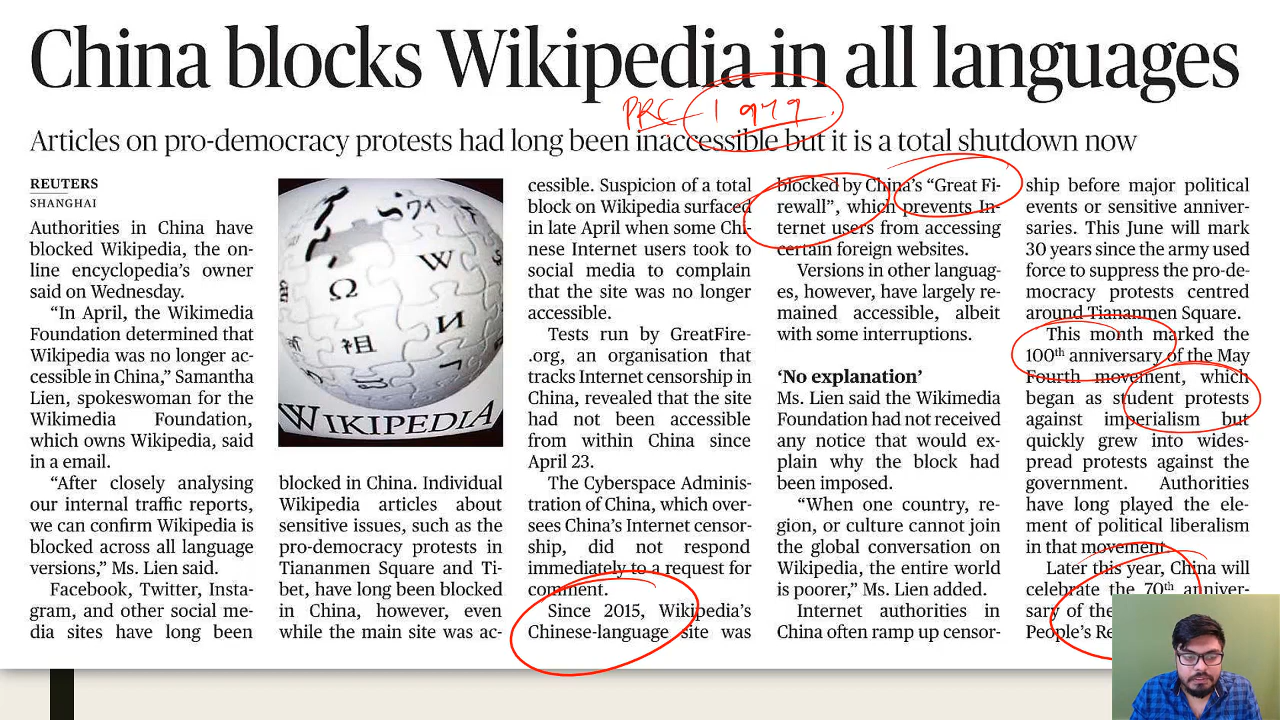 China blocks Wikipedia in all languages
PRC 1949
Articles on pro-democracy protests had long been inaccessible but it is a total shutdown now
REUTERS
SHANGHAI
Authorities in China have
blocked Wikipedia, the on-
line encyclopedia’s owner
said on Wednesday.
“In April, the Wikimedia
Foundation determined that
Wikipedia was no longer ac-
cessible in China,” Samantha
Lien, spokeswoman for the
Wikimedia Foundation,
which owns Wikipedia, said
in a email.
“After closely analysing
our internal traffic reports,
we can confirm Wikipedia is
blocked across all language
versions,” Ms. Lien said.
Facebook, Twitter, Insta-
gram, and other social me-
dia sites have long been
Ω
W
И
祖
WIKIPEDIA
blocked in China. Individual
Wikipedia articles about
sensitive issues, such as the
pro-democracy protests in
Tiananmen Square and Ti-
bet, have long been blocked
in China, however, even
while the main site was ac-
cessible. Suspicion of a total
block on Wikipedia surfaced
in late April when some Chi-
nese Internet users took to
social media to complain
that the site was no longer
accessible.
Tests run by GreatFire-
.org, an organisation that
tracks Internet censorship in
China, revealed that the site
had not been accessible
from within China since
April 23.
The Cyberspace Adminis-
tration of China, which over-
sees China’s Internet censor-
ship, did not respond
immediately to a request for
comment.
Since 2015, Wikipedia’s
Chinese-language site was
blocked by China’s “Great Fi-
rewall”, which prevents In-
ternet users from accessing
certain foreign websites.
Versions in other languag-
es, however, have largely re-
mained accessible, albeit
with some interruptions.
‘No explanation’
Ms. Lien said the Wikimedia
Foundation had not received
any notice that would ex-
plain why the block had
been imposed.
“When one country, re-
gion, or culture cannot join
the global conversation on
Wikipedia, the entire world
is poorer,” Ms. Lien added.
Internet authorities in
China often ramp up censor-
ship before major political
events or sensitive anniver-
saries. This June will mark
30 years since the army used
force to suppress the pro-de-
mocracy protests centred
around Tiananmen Square.
This month marked the
100th anniversary of the May
Fourth movement, which
began as student protests
against imperialism but
quickly grew into wides-
pread protests against the
government. Authorities
have long played the ele-
ment of political liberalism
in that movement.
Later this year, China will
celebrate the 70th anniver-
sary of the
People’s Re